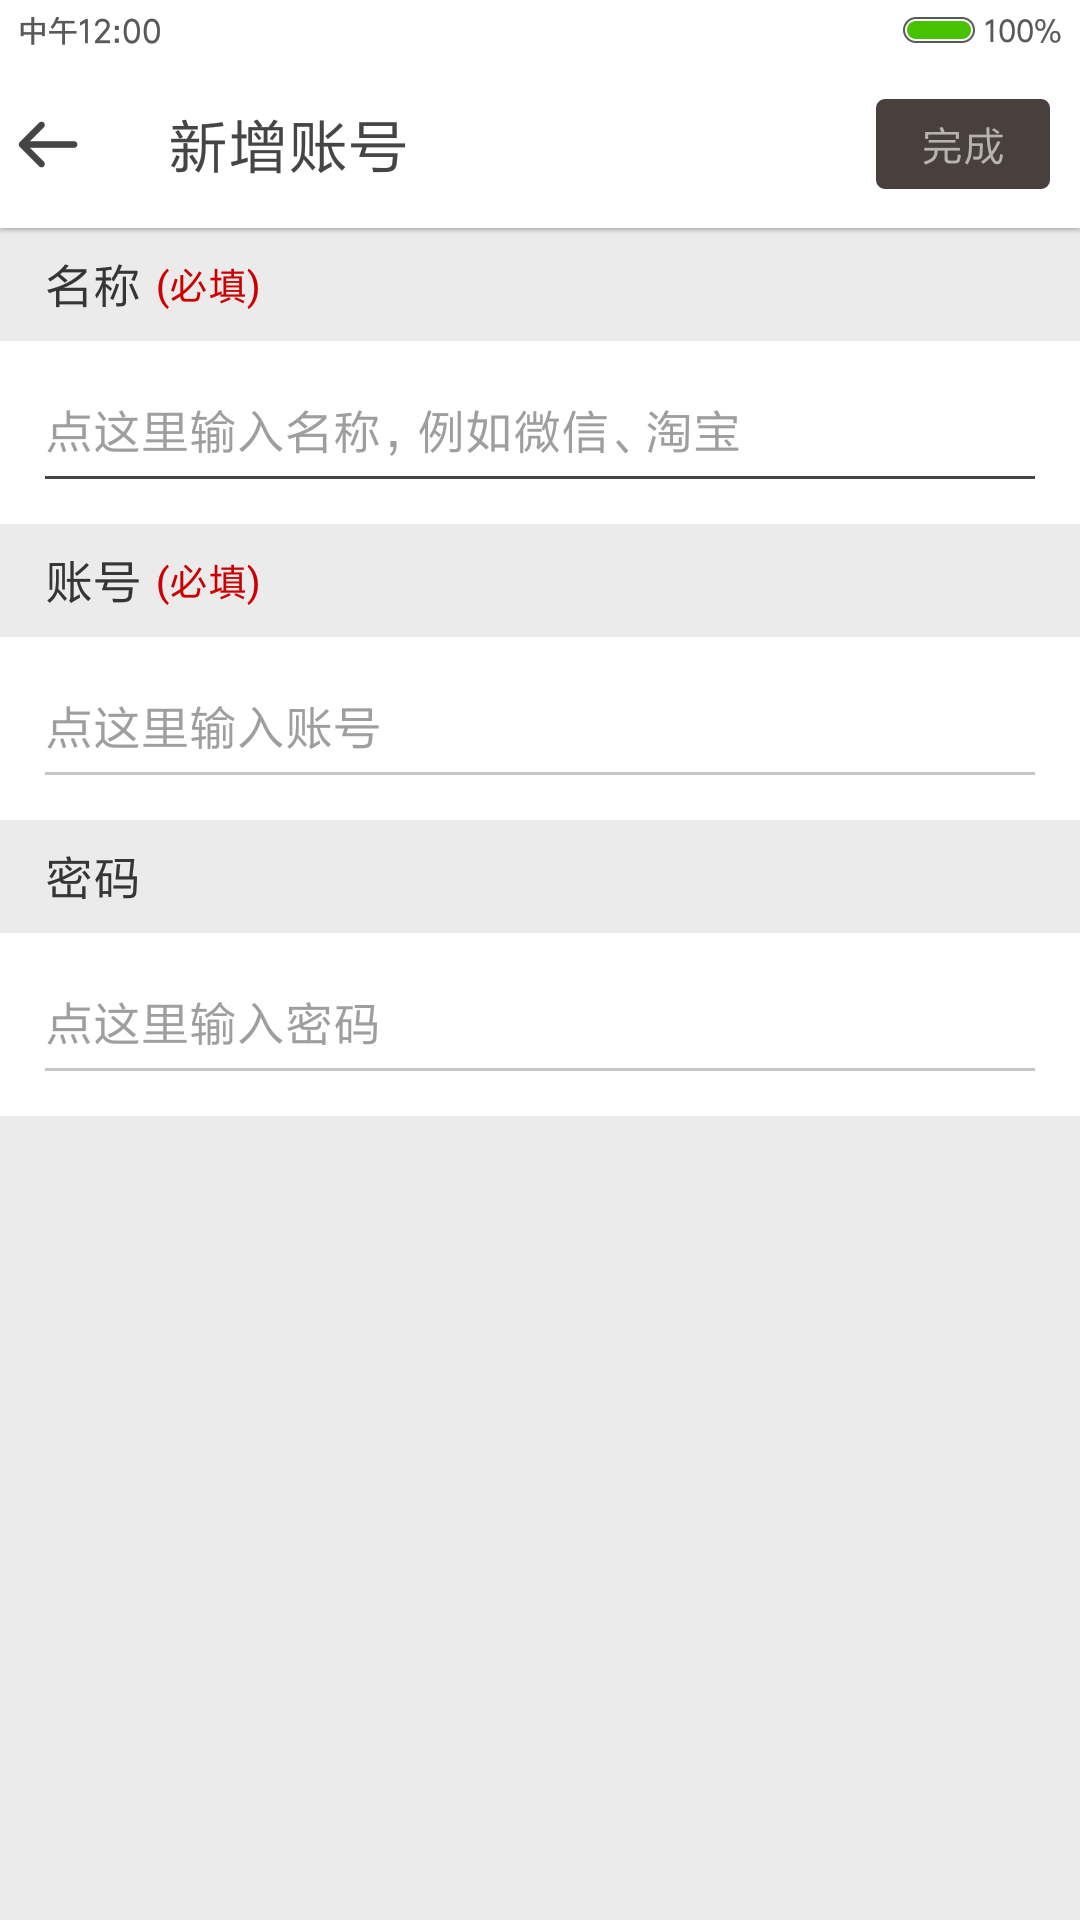 中午12:00 100%
新增账号 完成
名称 (必填)
点这里输入名称，例如微信、淘宝
账号 (必填)
点这里输入账号
密码
点这里输入密码